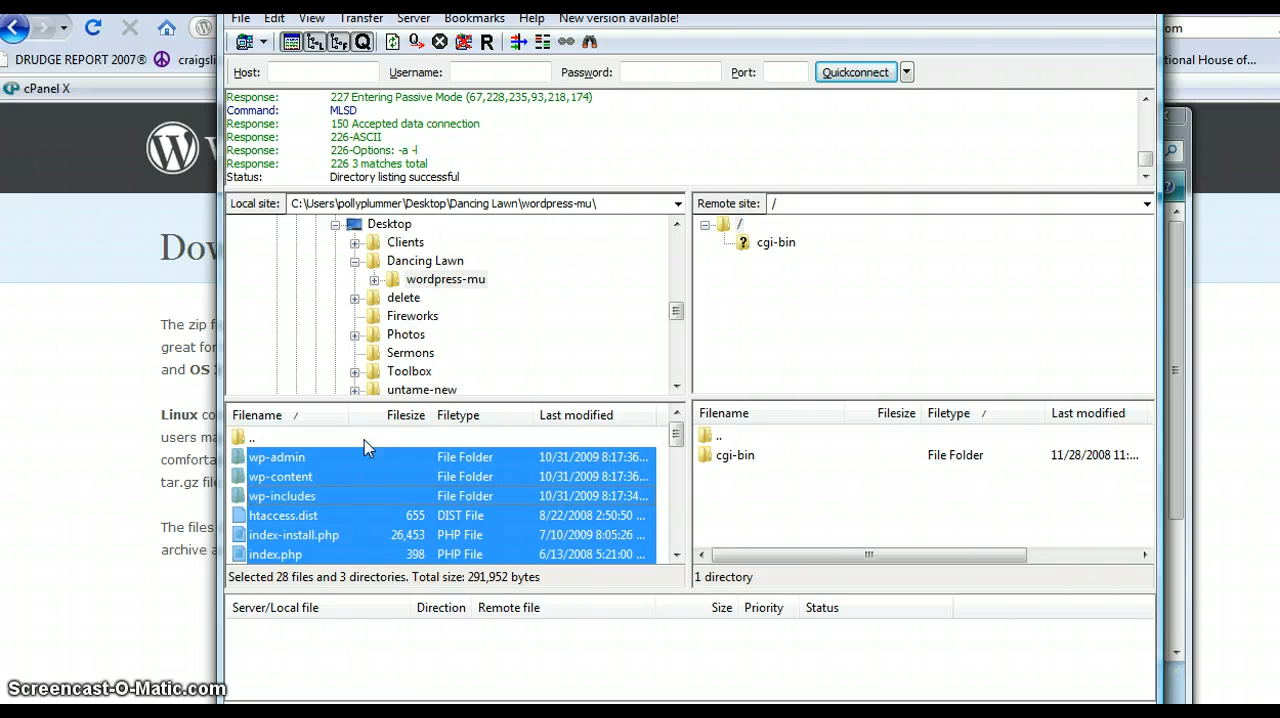 File Edit View Transfer Server Bookmarks Help New version available!
DRUDGE REPORT 2007® craigsli
cPanel X
Host: Username: Password: Port: Quickconnect
Response: 227 Entering Passive Mode (67,228,235,93,218,174)
Command: MLSD
Response: 150 Accepted data connection
Response: 226-ASCII
Response: 226-Options: -a -l
Response: 226 3 matches total
Status: Directory listing successful
Local site: C:\Users\pollyplummer\Desktop\Dancing Lawn\wordpress-mu\
Remote site: /
Desktop
Clients
Dancing Lawn
wordpress-mu
delete
Fireworks
Photos
Sermons
Toolbox
untame-new
/
cgi-bin
Filename / Filesize Filetype Last modified
..
wp-admin File Folder 10/31/2009 8:17:36...
wp-content File Folder 10/31/2009 8:17:36...
wp-includes File Folder 10/31/2009 8:17:34...
htaccess.dist 655 DIST File 8/22/2008 2:50:50 ...
index-install.php 26,453 PHP File 7/10/2009 8:05:26 ...
index.php 398 PHP File 6/13/2008 5:21:00 ...
Selected 28 files and 3 directories. Total size: 291,952 bytes
Filename Filesize Filetype / Last modified
..
cgi-bin File Folder 11/28/2008 11:...
1 directory
Server/Local file Direction Remote file Size Priority Status
Dow
The zip f
great for
and OS X
Linux co
users ma
comforta
tar.gz file
The files
archive a
om
tional House of...
Screencast-O-Matic.com